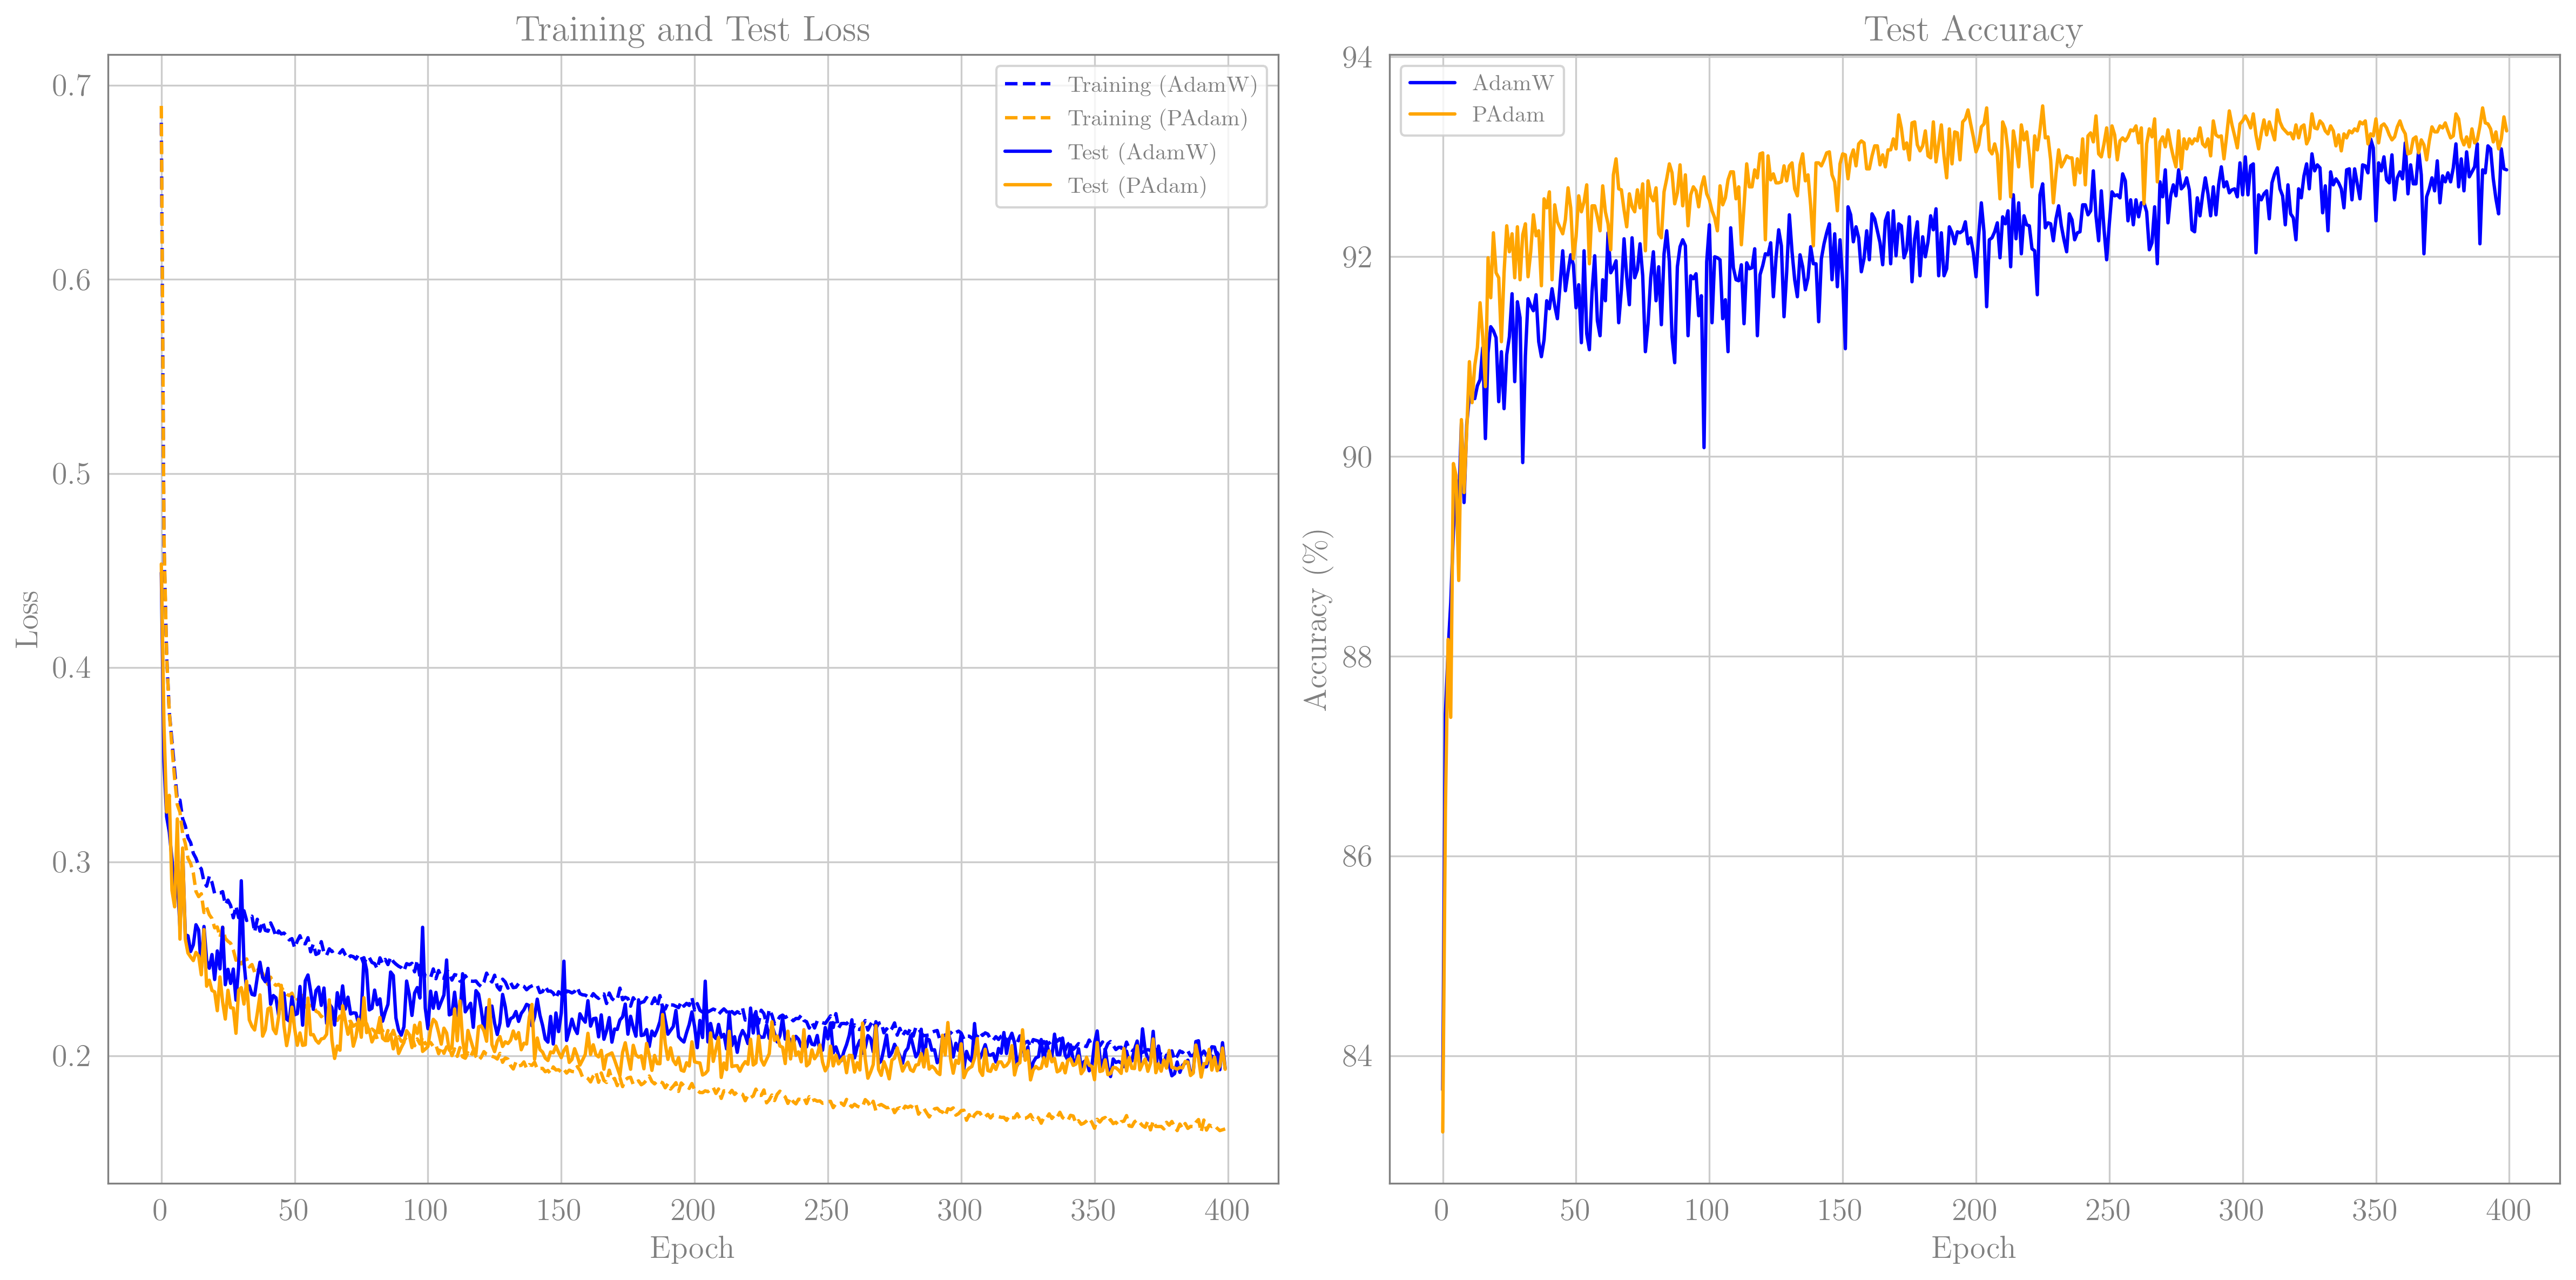 Training and Test Loss
0.7
0.6
0.5
0.4
0.3
0.2
Loss
0
50
100
150
200
250
300
350
400
Epoch
Training (AdamW)
Training (PAdam)
Test (AdamW)
Test (PAdam)
Test Accuracy
94
92
90
88
86
84
Accuracy (%)
0
50
100
150
200
250
300
350
400
Epoch
AdamW
PAdam